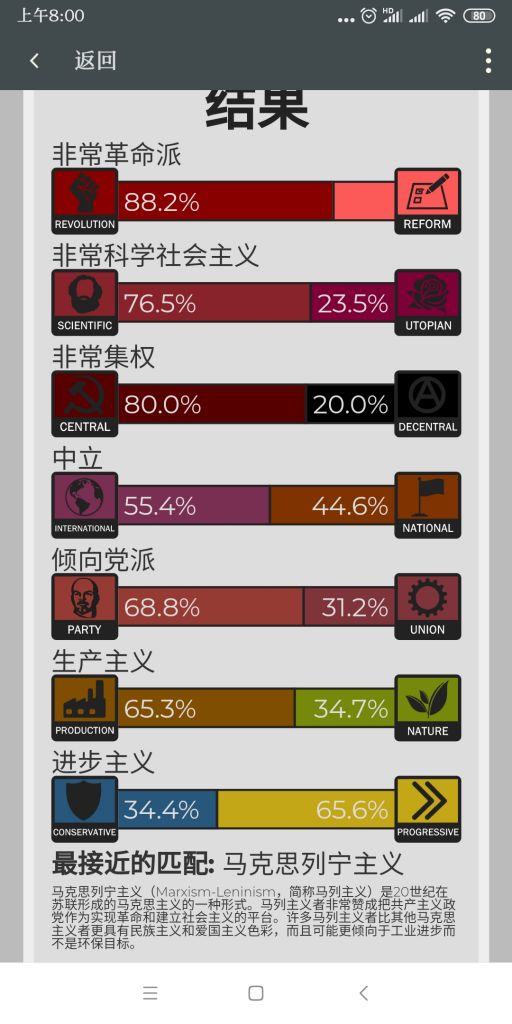 上午8:00
HD
80
返回
结果
非常革命派
REVOLUTION
88.2%
REFORM
非常科学社会主义
SCIENTIFIC
76.5%
23.5%
UTOPIAN
非常集权
CENTRAL
80.0%
20.0%
DECENTRAL
中立
INTERNATIONAL
55.4%
44.6%
NATIONAL
倾向党派
PARTY
68.8%
31.2%
UNION
生产主义
PRODUCTION
65.3%
34.7%
NATURE
进步主义
CONSERVATIVE
34.4%
65.6%
PROGRESSIVE
最接近的匹配: 马克思列宁主义
马克思列宁主义（Marxism-Leninism，简称马列主义）是20世纪在
苏联形成的马克思主义的一种形式。马列主义者非常赞成把共产主义政
党作为实现革命和建立社会主义的平台。许多马列主义者比其他马克思
主义者更具有民族主义和爱国主义色彩，而且可能更倾向于工业进步而
不是环保目标。